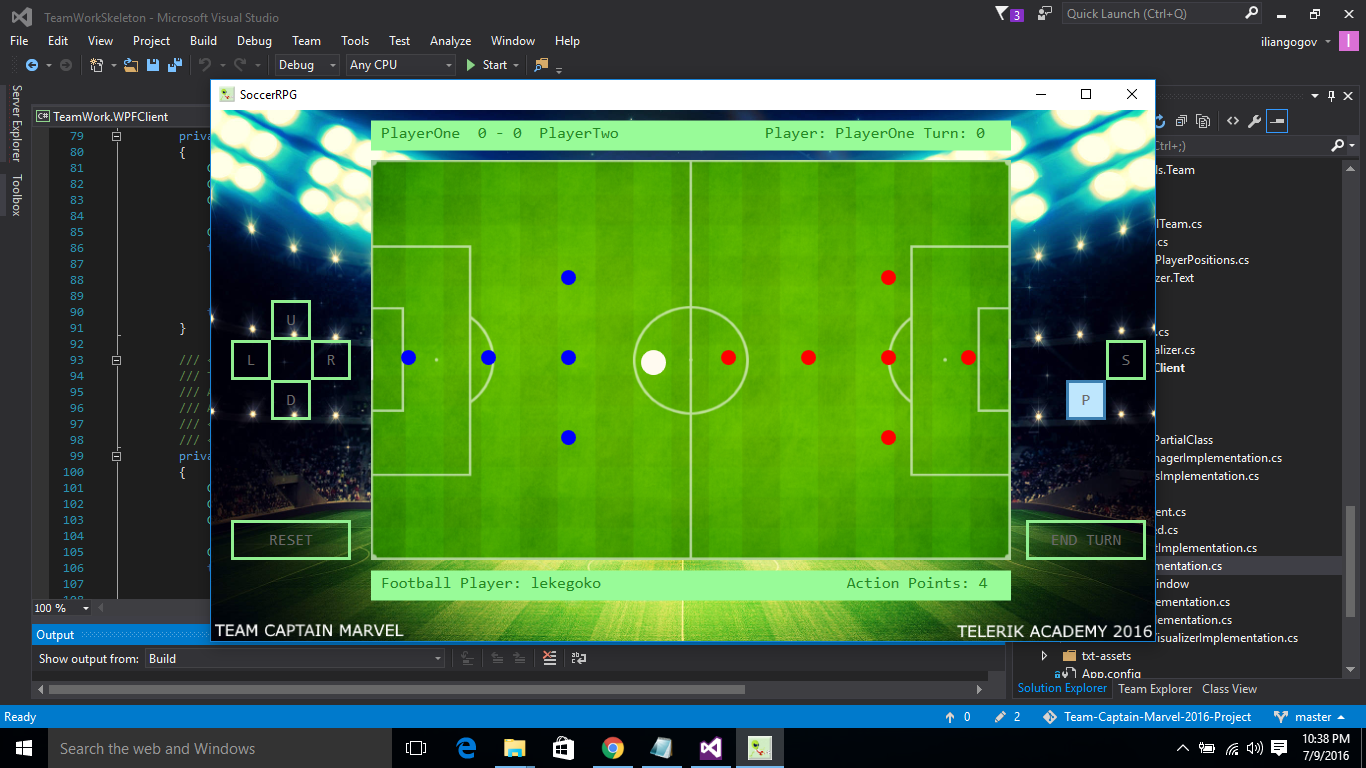 TeamWorkSkeleton - Microsoft Visual Studio
3
Quick Launch (Ctrl+Q)
File Edit View Project Build Debug Team Tools Test Analyze Window Help
iliangogov
I
Debug Any CPU Start
Server Explorer
Toolbox
C# TeamWork.WPFClient
SoccerRPG
PlayerOne 0 - 0 PlayerTwo Player: PlayerOne Turn: 0
79 priva
80 {
81
82
83
84
85
86
87
88
89
90
91 }
92
93 ///
94 ///
95 ///
96 ///
97 ///
98 ///
99 priva
100 {
101
102
103
104
105
106
107
U
L R
D
S
P
RESET
END TURN
Football Player: lekegoko Action Points: 4
TEAM CAPTAIN MARVEL
TELERIK ACADEMY 2016
Ctrl+;)
ls.Team
lTeam.cs
.cs
PlayerPositions.cs
zer.Text
.cs
alizer.cs
Client
PartialClass
nagerImplementation.cs
sImplementation.cs
ent.cs
ed.cs
tImplementation.cs
mentation.cs
indow
ementation.cs
lementation.cs
isualizerImplementation.cs
txt-assets
App.config
100 %
Output
Show output from: Build
Solution Explorer Team Explorer Class View
Ready
0 2 Team-Captain-Marvel-2016-Project master
Search the web and Windows
10:38 PM
7/9/2016